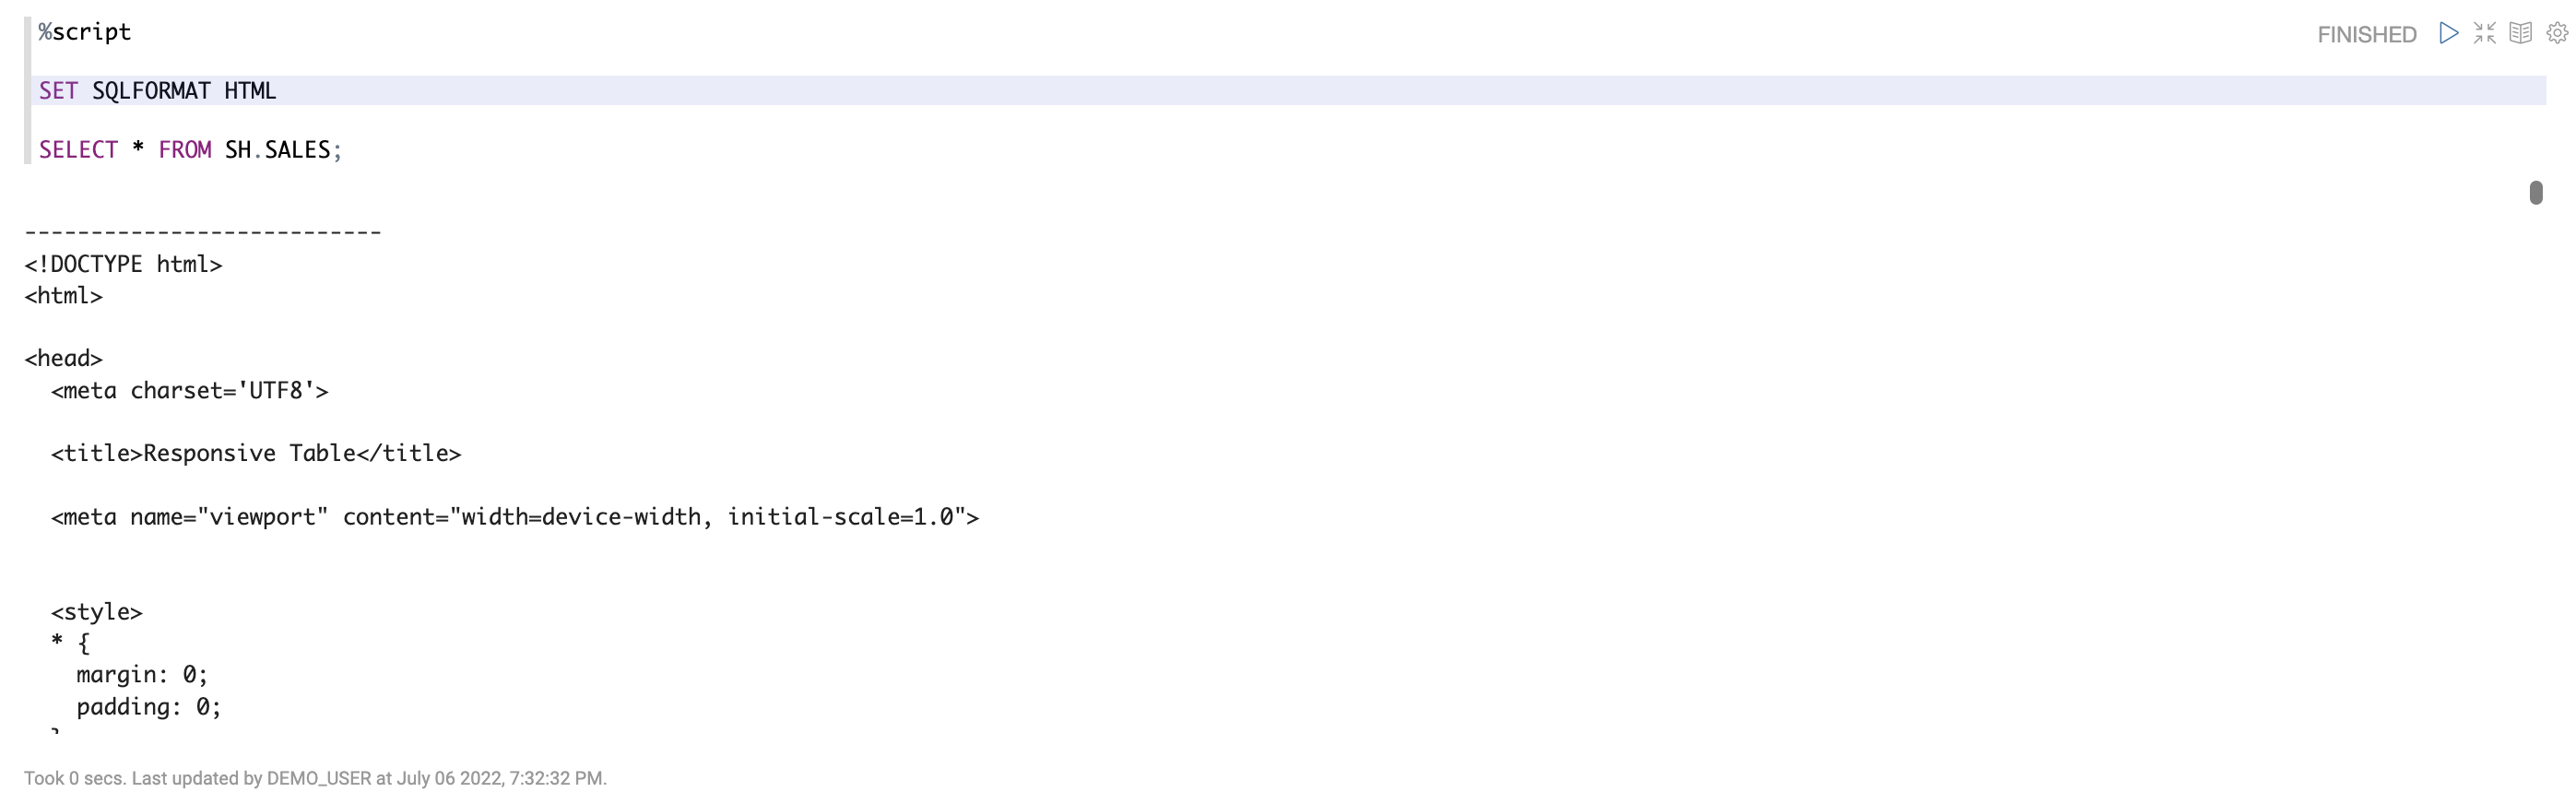 %script
FINISHED
SET SQLFORMAT HTML
SELECT * FROM SH.SALES;
---------------------------
<!DOCTYPE html>
<html>
<head>
  <meta charset='UTF8'>
  <title>Responsive Table</title>
  <meta name="viewport" content="width=device-width, initial-scale=1.0">
  <style>
  * {
    margin: 0;
    padding: 0;
  }
Took 0 secs. Last updated by DEMO_USER at July 06 2022, 7:32:32 PM.